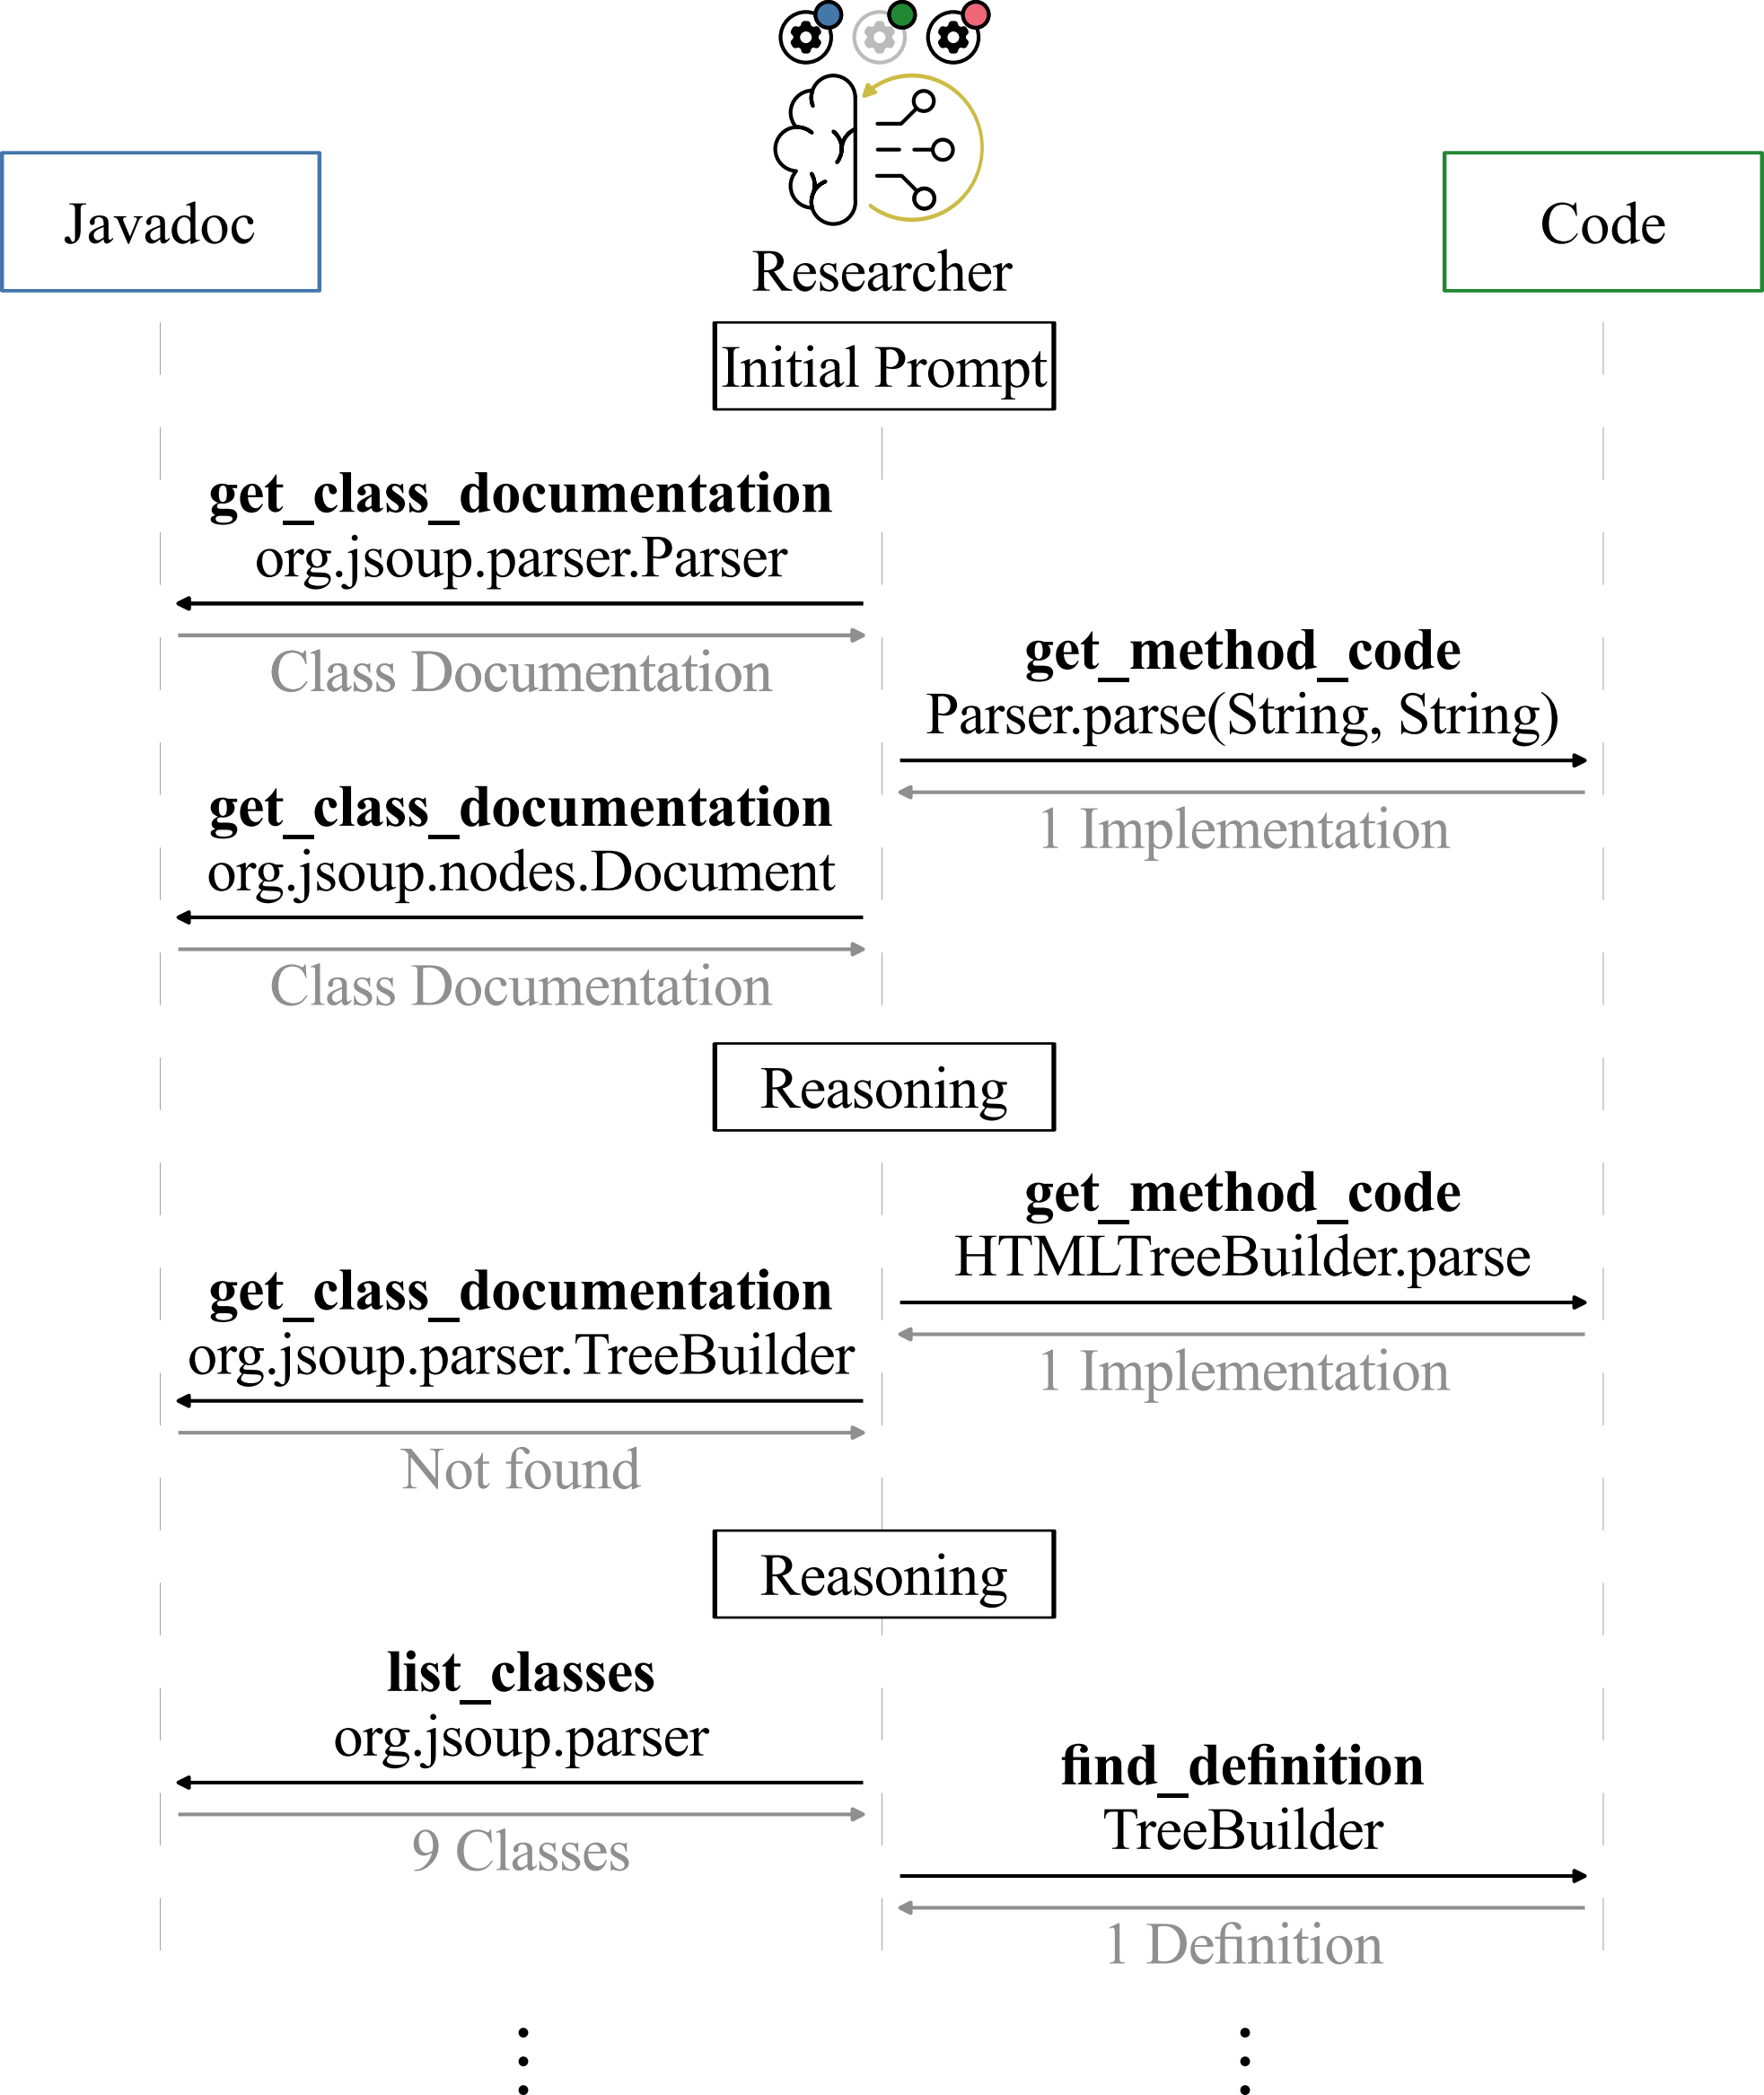 Javadoc
Researcher
Code
Initial Prompt
get_class_documentation
org.jsoup.parser.Parser
Class Documentation
get_method_code
Parser.parse(String, String)
1 Implementation
get_class_documentation
org.jsoup.nodes.Document
Class Documentation
Reasoning
get_method_code
HTMLTreeBuilder.parse
1 Implementation
get_class_documentation
org.jsoup.parser.TreeBuilder
Not found
Reasoning
list_classes
org.jsoup.parser
9 Classes
find_definition
TreeBuilder
1 Definition